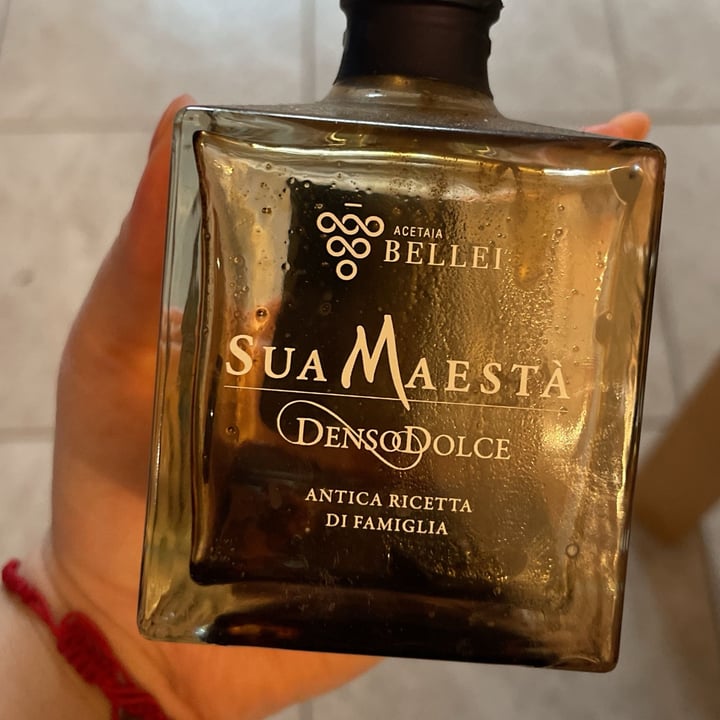 ACETAIA
BELLEI
SUA MAESTÀ
DENSODOLCE
ANTICA RICETTA
DI FAMIGLIA